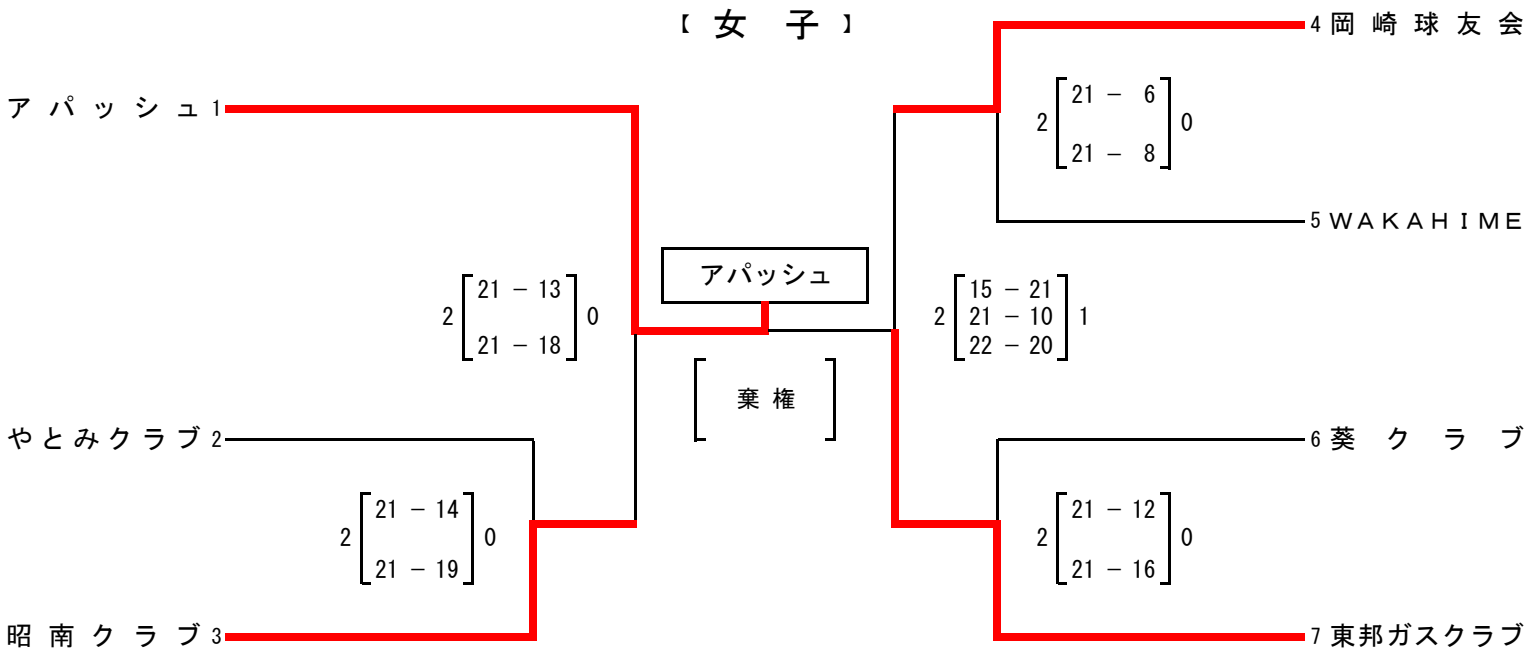 【 女 子 】
アパッシュ 1
やとみクラブ 2
昭南クラブ 3
4 岡崎球友会
5 ＷＡＫＡＨＩＭＥ
6 葵クラブ
7 東邦ガスクラブ
アパッシュ
棄権
21 － 13
2 0
21 － 18
21 － 14
2 0
21 － 19
21 － 6
2 0
21 － 8
15 － 21
2 21 － 10 1
22 － 20
21 － 12
2 0
21 － 16